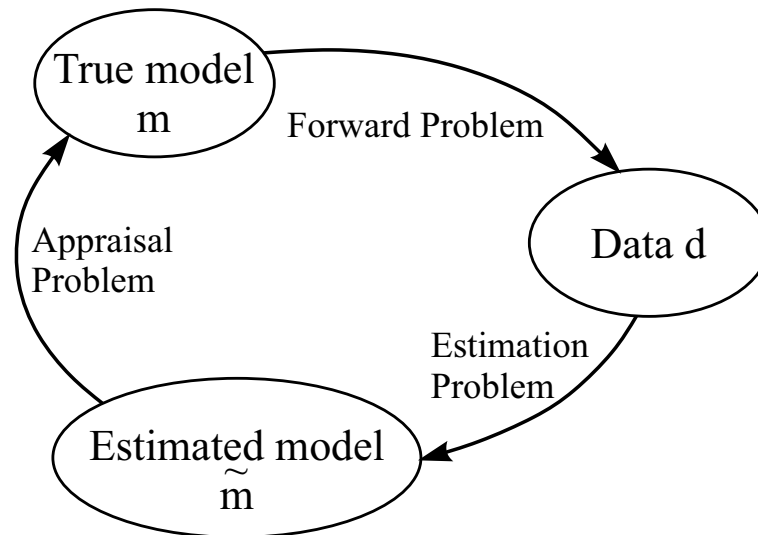 True model
m
Forward Problem
Data d
Appraisal
Problem
Estimation
Problem
Estimated model
m̃